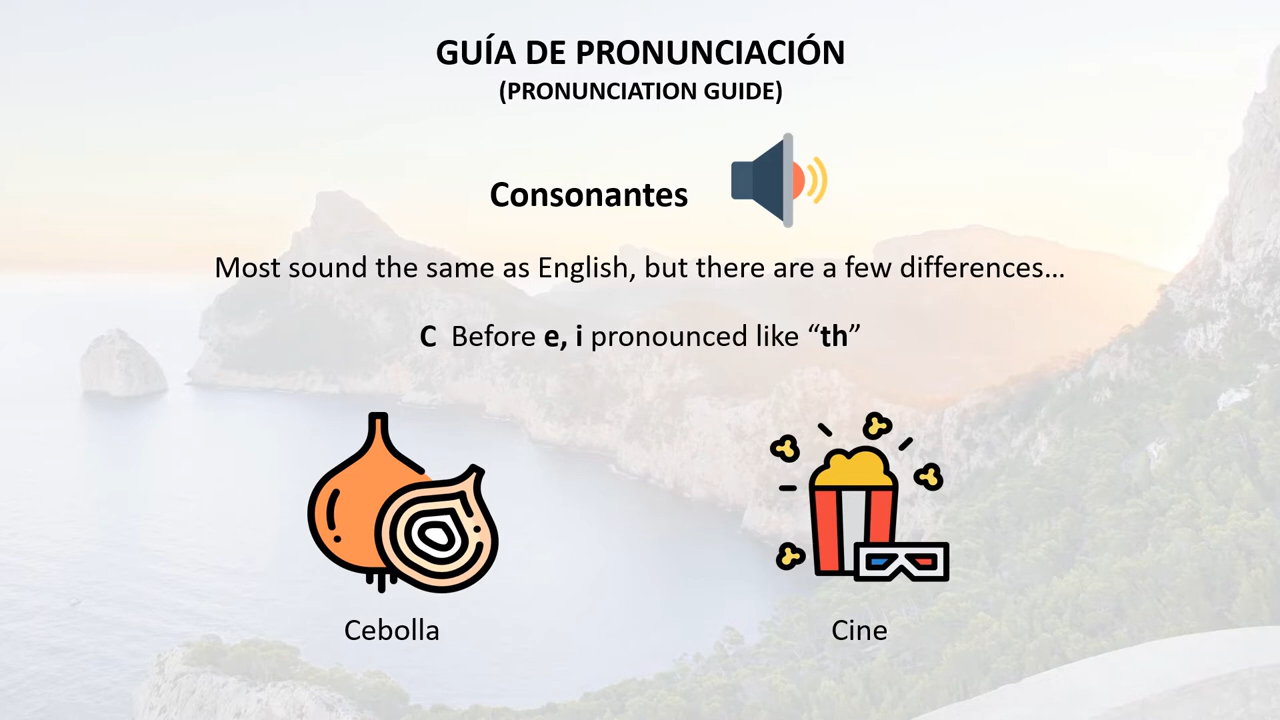 GUÍA DE PRONUNCIACIÓN
(PRONUNCIATION GUIDE)
Consonantes
Most sound the same as English, but there are a few differences…
C Before e, i pronounced like “th”
Cebolla
Cine